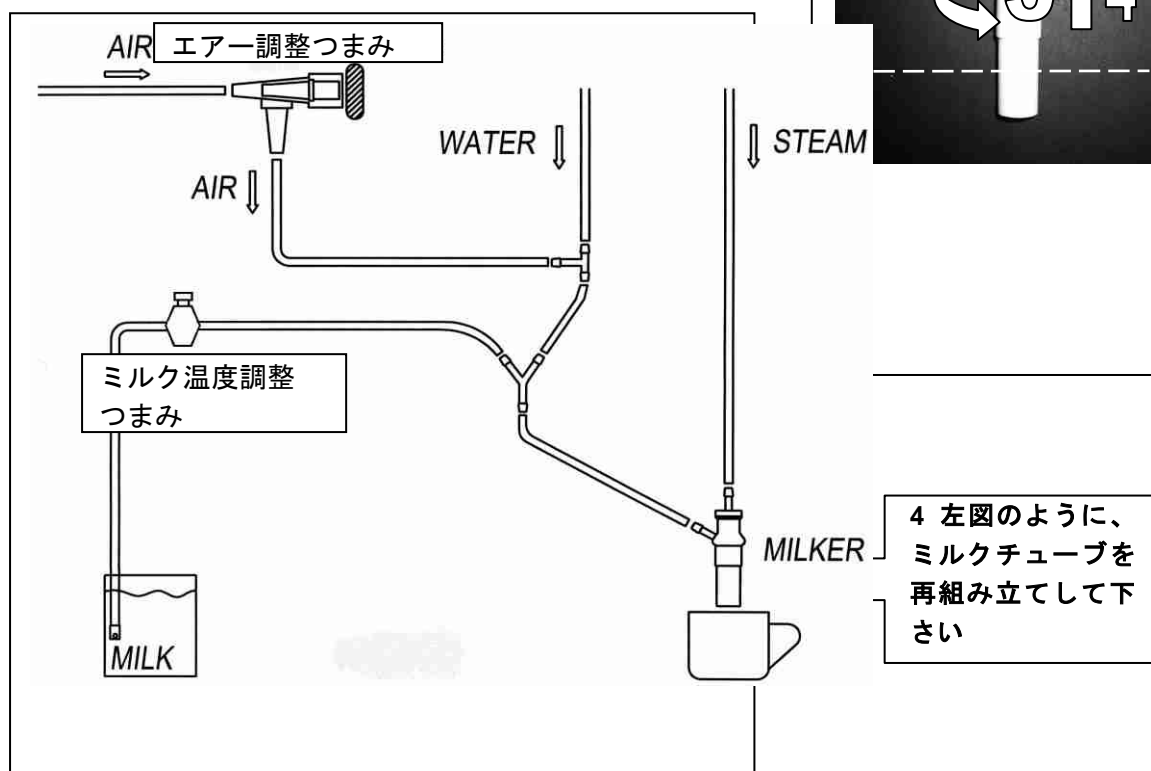 AIR
エアー調整つまみ
WATER
STEAM
AIR
ミルク温度調整
つまみ
MILKER
MILK
4 左図のように、
ミルクチューブを
再組み立てして下
さい